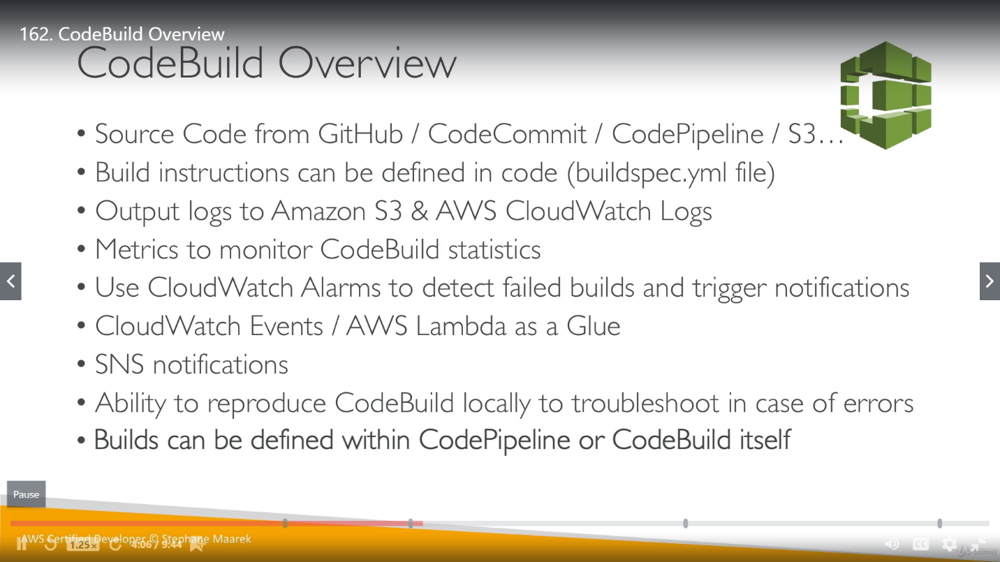 162. CodeBuild Overview
CodeBuild Overview
• Source Code from GitHub / CodeCommit / CodePipeline / S3…
• Build instructions can be defined in code (buildspec.yml file)
• Output logs to Amazon S3 & AWS CloudWatch Logs
• Metrics to monitor CodeBuild statistics
• Use CloudWatch Alarms to detect failed builds and trigger notifications
• CloudWatch Events / AWS Lambda as a Glue
• SNS notifications
• Ability to reproduce CodeBuild locally to troubleshoot in case of errors
• Builds can be defined within CodePipeline or CodeBuild itself
Pause
AWS Certified Developer © Stephane Maarek
1.25x
4:06 / 9:44
CC
Udemy